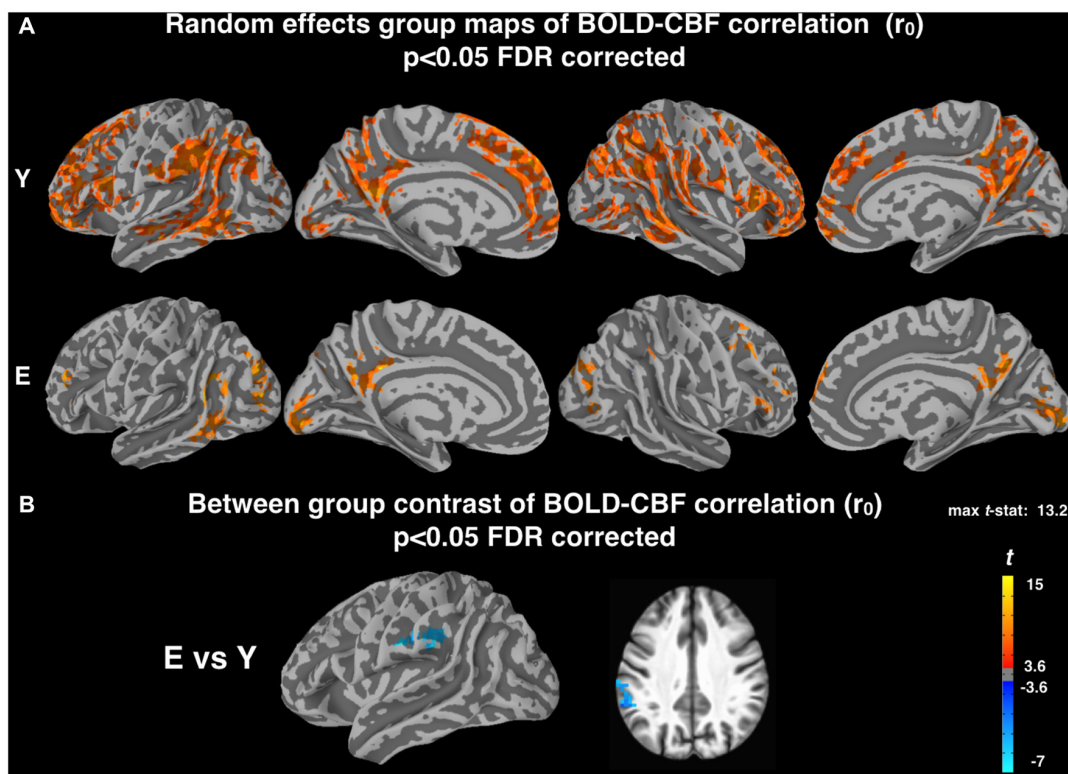 A
Random effects group maps of BOLD-CBF correlation (r₀)
p<0.05 FDR corrected
Y
E
B
Between group contrast of BOLD-CBF correlation (r₀)
p<0.05 FDR corrected
max t-stat: 13.2
E vs Y
t
15
3.6
-3.6
-7